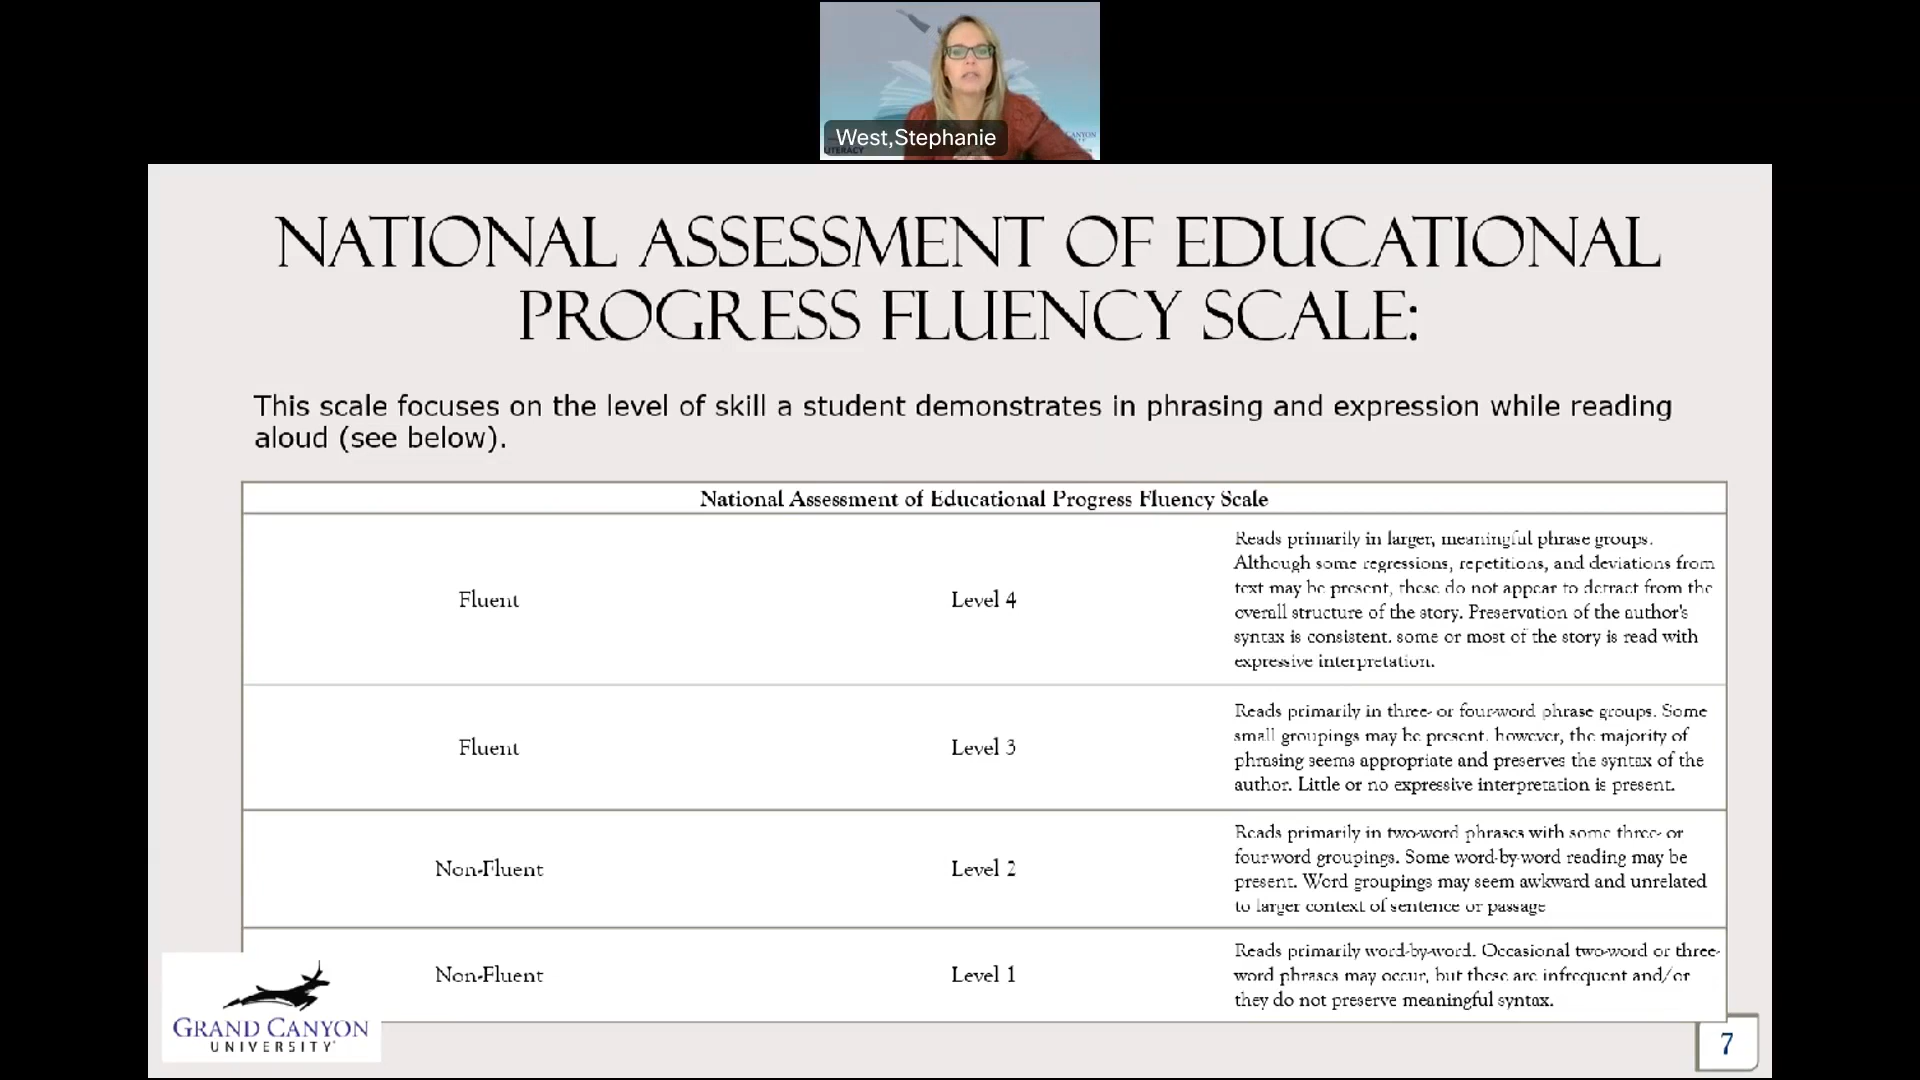 West,Stephanie
LITERACY
CANYON
NATIONAL ASSESSMENT OF EDUCATIONAL
PROGRESS FLUENCY SCALE:
This scale focuses on the level of skill a student demonstrates in phrasing and expression while reading
aloud (see below).
National Assessment of Educational Progress Fluency Scale
Fluent
Level 4
Reads primarily in larger, meaningful phrase groups.
Although some regressions, repetitions, and deviations from
text may be present, these do not appear to detract from the
overall structure of the story. Preservation of the author's
syntax is consistent. some or most of the story is read with
expressive interpretation.
Fluent
Level 3
Reads primarily in three- or four-word phrase groups. Some
small groupings may be present. however, the majority of
phrasing seems appropriate and preserves the syntax of the
author. Little or no expressive interpretation is present.
Non-Fluent
Level 2
Reads primarily in two-word phrases with some three- or
four-word groupings. Some word-by-word reading may be
present. Word groupings may seem awkward and unrelated
to larger context of sentence or passage
Non-Fluent
Level 1
Reads primarily word-by-word. Occasional two-word or three-
word phrases may occur, but these are infrequent and/or
they do not preserve meaningful syntax.
GRAND CANYON
UNIVERSITY
7